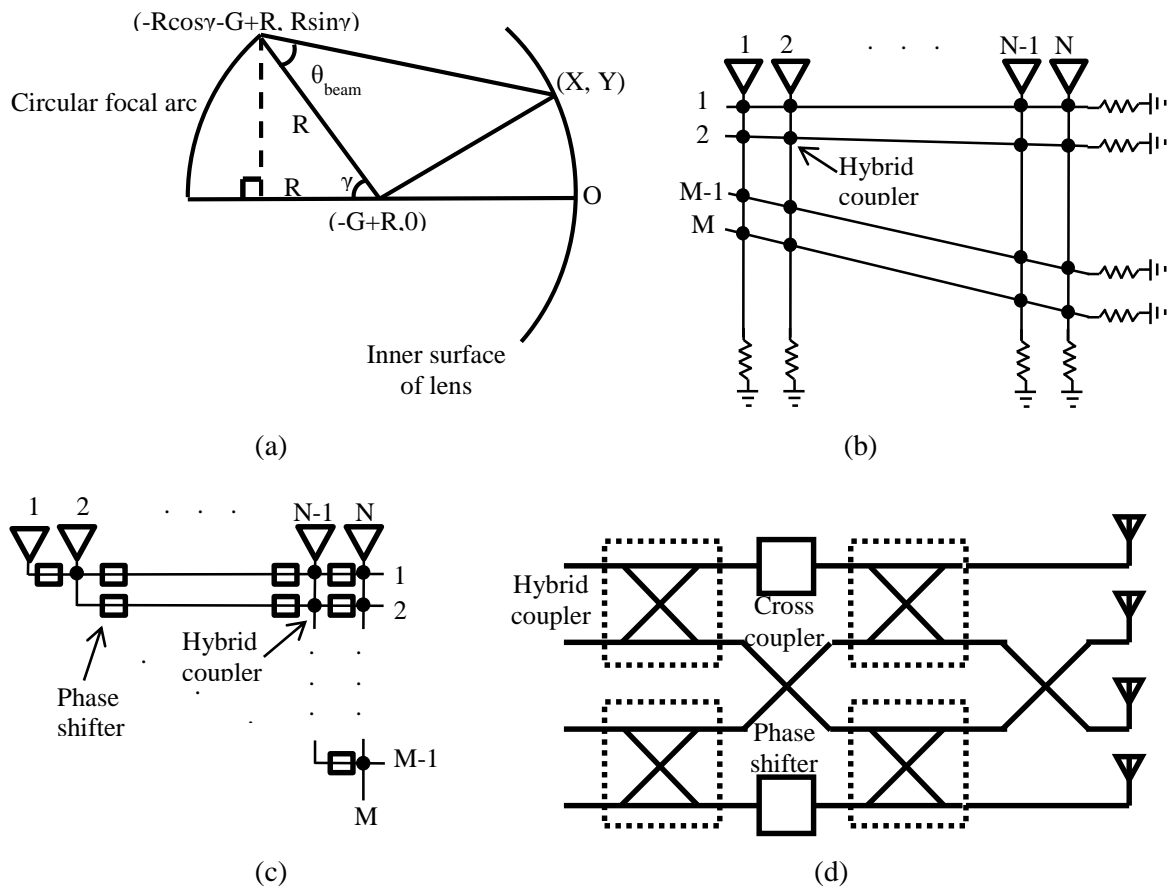 (-Rcosγ-G+R, Rsinγ)
θbeam
(X, Y)
Circular focal arc
R
R
γ
O
(-G+R,0)
Inner surface
of lens
(a)
1 2 · · · N-1 N
1
2
Hybrid
coupler
M-1
M
(b)
1 2 · · · N-1 N
1
2
Hybrid
coupler
Phase
shifter
M-1
M
(c)
Hybrid
coupler
Cross
coupler
Phase
shifter
(d)